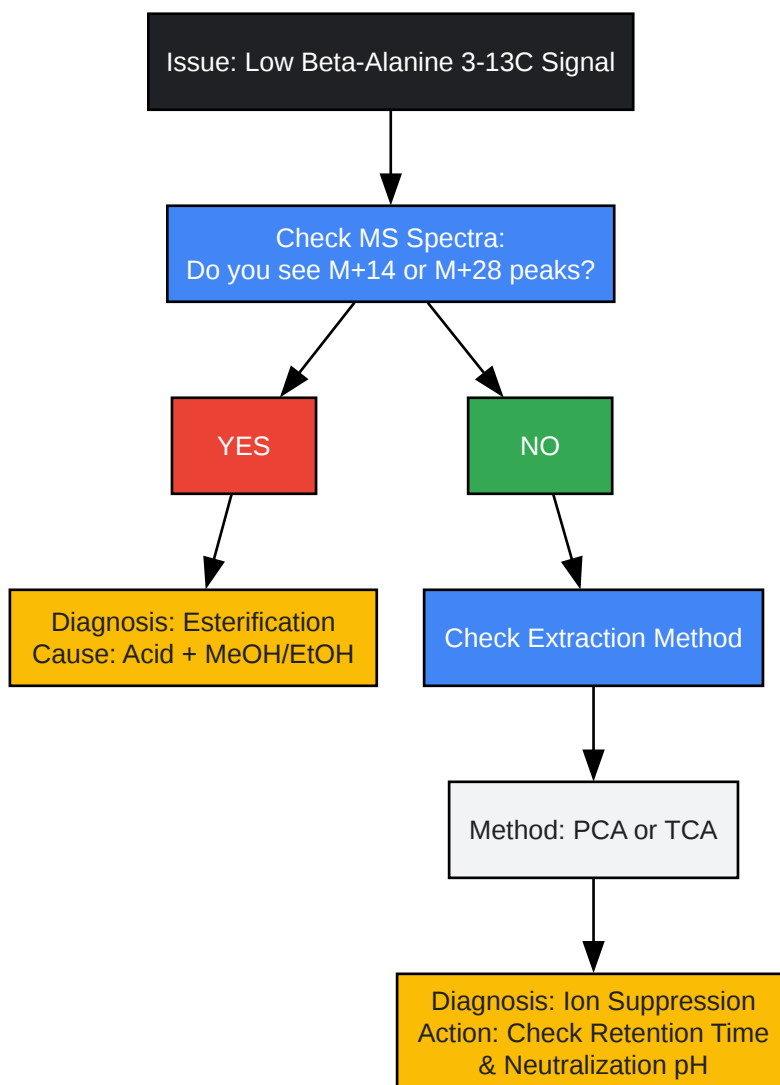 Issue: Low Beta-Alanine 3-13C Signal
Check MS Spectra:
Do you see M+14 or M+28 peaks?
YES
NO
Diagnosis: Esterification
Cause: Acid + MeOH/EtOH
Check Extraction Method
Method: PCA or TCA
Diagnosis: Ion Suppression
Action: Check Retention Time
& Neutralization pH